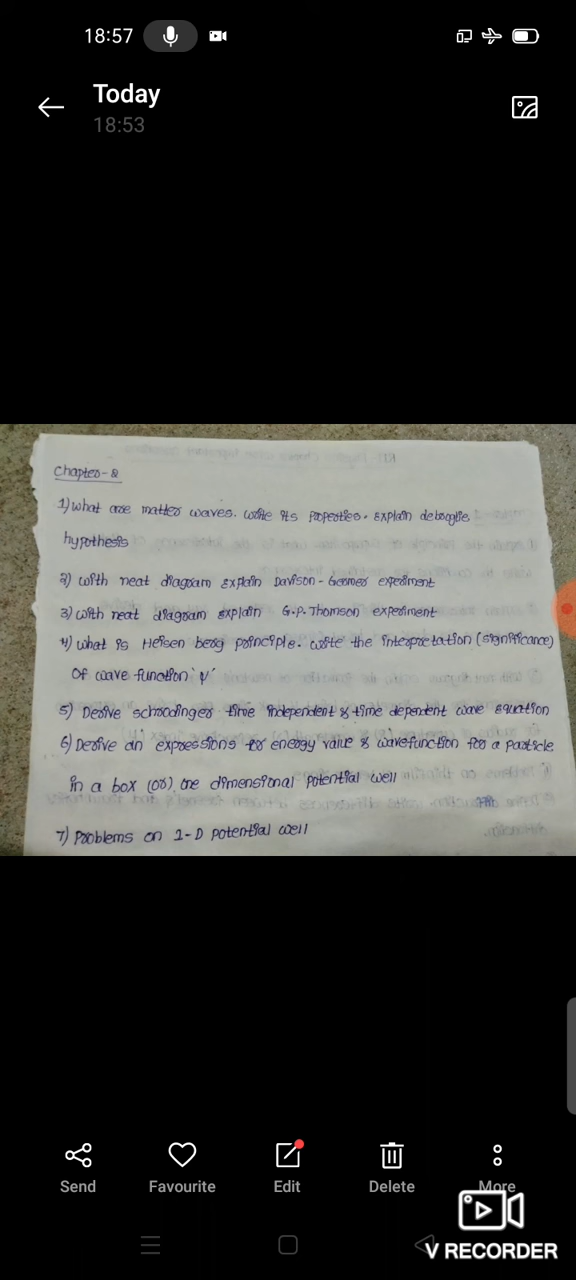 18:57
Today
18:53
Chapter-2
1) What are matter waves. write its properties. Explain debroglie
hypothesis
2) with neat diagram Explain Davison-Germer experiment
3) with neat diagram explain G.P. Thomson experiment
4) what is Heisen berg principle. write the interpretation (significance)
Of wave function 'ψ'
5) Derive schrodinger time independent & time dependent wave Equation
6) Derive an expressions for energy value & wavefunction for a particle
in a box (or) one dimensional potential well
7) Problems on 1-D potential well
Send
Favourite
Edit
Delete
More
V RECORDER